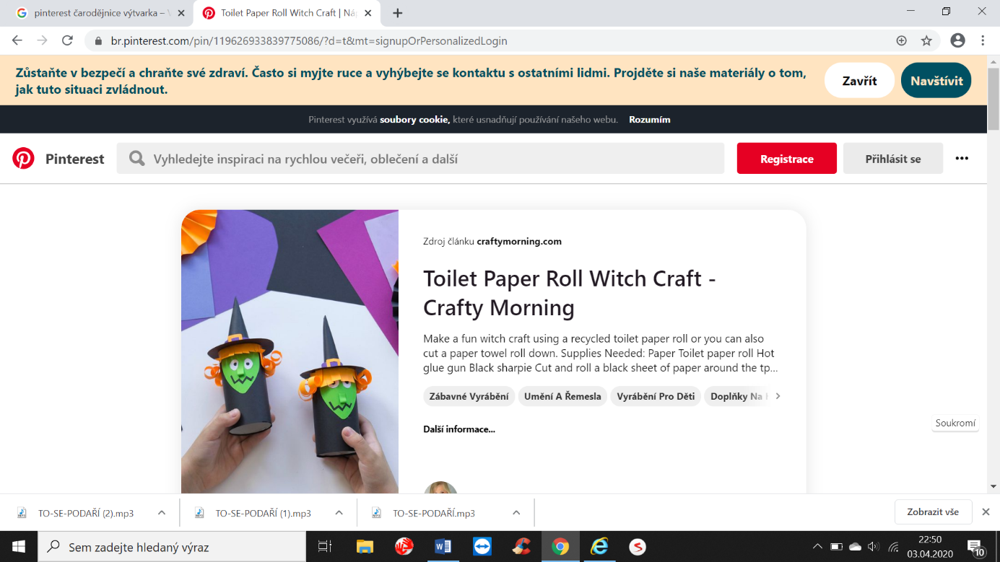 pinterest čarodějnice výtvarka –
Toilet Paper Roll Witch Craft | Náp
br.pinterest.com/pin/119626933839775086/?d=t&mt=signupOrPersonalizedLogin
Zůstaňte v bezpečí a chraňte své zdraví. Často si myjte ruce a vyhýbejte se kontaktu s ostatními lidmi. Projděte si naše materiály o tom,
jak tuto situaci zvládnout.
Zavřít
Navštívit
Pinterest využívá soubory cookie, které usnadňují používání našeho webu. Rozumím
Pinterest
Vyhledejte inspiraci na rychlou večeři, oblečení a další
Registrace
Přihlásit se
Zdroj článku craftymorning.com
Toilet Paper Roll Witch Craft -
Crafty Morning
Make a fun witch craft using a recycled toilet paper roll or you can also
cut a paper towel roll down. Supplies Needed: Paper Toilet paper roll Hot
glue gun Black sharpie Cut and roll a black sheet of paper around the tp...
Zábavné Vyrábění
Umění A Řemesla
Vyrábění Pro Děti
Doplňky Na
Další informace...
Soukromí
TO-SE-PODAŘÍ (2).mp3
TO-SE-PODAŘÍ (1).mp3
TO-SE-PODAŘÍ.mp3
Zobrazit vše
Sem zadejte hledaný výraz
22:50
03.04.2020
10